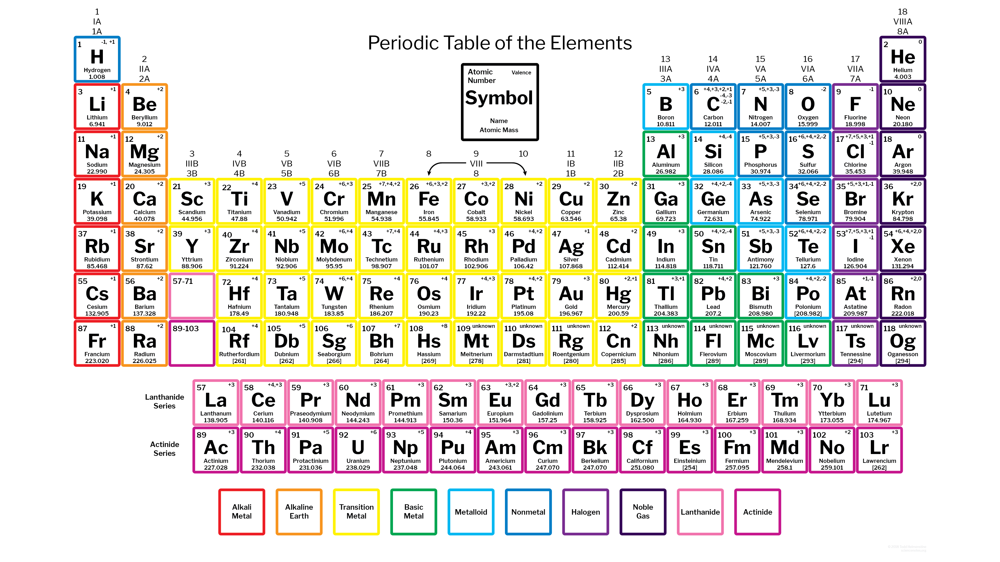 1
IA
1A
18
VIIIA
8A
Periodic Table of the Elements
1 -1, +1
H
Hydrogen
1.008
2 0
He
Helium
4.003
2
IIA
2A
13
IIIA
3A
14
IVA
4A
15
VA
5A
16
VIA
6A
17
VIIA
7A
Atomic Number Valence
Symbol
Name
Atomic Mass
3 +1
Li
Lithium
6.941
4 +2
Be
Beryllium
9.012
5 +3
B
Boron
10.811
6 +4,+3,+2,+1
-4,-3
-2,-1
C
Carbon
12.011
7 +5,+3,-3
N
Nitrogen
14.007
8 -2
O
Oxygen
15.999
9 -1
F
Fluorine
18.998
10 0
Ne
Neon
20.180
11 +1
Na
Sodium
22.990
12 +2
Mg
Magnesium
24.305
13 +3
Al
Aluminum
26.982
14 +4,-4
Si
Silicon
28.086
15 +5,+3,-3
P
Phosphorus
30.974
16 +6,+4,+2,-2
S
Sulfur
32.066
17 +7,+5,+3,+1
-1
Cl
Chlorine
35.453
18 0
Ar
Argon
39.948
3
IIIB
3B
4
IVB
4B
5
VB
5B
6
VIB
6B
7
VIIB
7B
8
9
VIII
8
10
11
IB
1B
12
IIB
2B
19 +1
K
Potassium
39.098
20 +2
Ca
Calcium
40.078
21 +3
Sc
Scandium
44.956
22 +4
Ti
Titanium
47.88
23 +5
V
Vanadium
50.942
24 +6,+3
Cr
Chromium
51.996
25 +7,+4,+2
Mn
Manganese
54.938
26 +6,+3,+2
Fe
Iron
55.845
27 +3,+2
Co
Cobalt
58.933
28 +2
Ni
Nickel
58.693
29 +2
Cu
Copper
63.546
30 +2
Zn
Zinc
65.38
31 +3
Ga
Gallium
69.723
32 +4,+2,-4
Ge
Germanium
72.631
33 +5,+3,-3
As
Arsenic
74.922
34 +6,+4,+2,-2
Se
Selenium
78.971
35 +5,+3,+1,-1
Br
Bromine
79.904
36 +2,0
Kr
Krypton
84.798
37 +1
Rb
Rubidium
85.468
38 +2
Sr
Strontium
87.62
39 +3
Y
Yttrium
88.906
40 +4
Zr
Zirconium
91.224
41 +5
Nb
Niobium
92.906
42 +6,+4
Mo
Molybdenum
95.95
43 +7,+4
Tc
Technetium
98.907
44 +4,+3
Ru
Ruthenium
101.07
45 +3
Rh
Rhodium
102.906
46 +4,+2
Pd
Palladium
106.42
47 +1
Ag
Silver
107.868
48 +2
Cd
Cadmium
112.414
49 +3
In
Indium
114.818
50 +4,+2,-4
Sn
Tin
118.711
51 +5,+3,-3
Sb
Antimony
121.760
52 +6,+4,+2,-2
Te
Tellurium
127.6
53 +7,+5,+3,+1
-1
I
Iodine
126.904
54 +6,+4,+2,0
Xe
Xenon
131.294
55 +1
Cs
Cesium
132.905
56 +2
Ba
Barium
137.328
57-71
72 +4
Hf
Hafnium
178.49
73 +5
Ta
Tantalum
180.948
74 +6,+4
W
Tungsten
183.85
75 +4
Re
Rhenium
186.207
76 +4
Os
Osmium
190.23
77 +4,+3
Ir
Iridium
192.22
78 +4,+2
Pt
Platinum
195.08
79 +3
Au
Gold
196.967
80 +2,+1
Hg
Mercury
200.59
81 +3,+1
Tl
Thallium
204.383
82 +4,+2
Pb
Lead
207.2
83 +3
Bi
Bismuth
208.980
84 +4,+2,-2
Po
Polonium
[208.982]
85 +1,-1
At
Astatine
209.987
86 +2,0
Rn
Radon
222.018
87 +1
Fr
Francium
223.020
88 +2
Ra
Radium
226.025
89-103
104 +4
Rf
Rutherfordium
[261]
105 +5
Db
Dubnium
[262]
106 +6
Sg
Seaborgium
[266]
107 +7
Bh
Bohrium
[264]
108 +8
Hs
Hassium
[269]
109 unknown
Mt
Meitnerium
[278]
110 unknown
Ds
Darmstadtium
[281]
111 unknown
Rg
Roentgenium
[280]
112 +2
Cn
Copernicium
[285]
113 unknown
Nh
Nihonium
[286]
114 unknown
Fl
Flerovium
[289]
115 unknown
Mc
Moscovium
[289]
116 unknown
Lv
Livermorium
[293]
117 unknown
Ts
Tennessine
[294]
118 unknown
Og
Oganesson
[294]
Lanthanide
Series
57 +3
La
Lanthanum
138.905
58 +4,+3
Ce
Cerium
140.116
59 +3
Pr
Praseodymium
140.908
60 +3
Nd
Neodymium
144.243
61 +3
Pm
Promethium
144.913
62 +3
Sm
Samarium
150.36
63 +3,+2
Eu
Europium
151.964
64 +3
Gd
Gadolinium
157.25
65 +3
Tb
Terbium
158.925
66 +3
Dy
Dysprosium
162.500
67 +3
Ho
Holmium
164.930
68 +3
Er
Erbium
167.259
69 +3
Tm
Thulium
168.934
70 +3
Yb
Ytterbium
173.055
71 +3
Lu
Lutetium
174.967
Actinide
Series
89 +3
Ac
Actinium
227.028
90 +4
Th
Thorium
232.038
91 +5
Pa
Protactinium
231.036
92 +6
U
Uranium
238.029
93 +5
Np
Neptunium
237.048
94 +4
Pu
Plutonium
244.064
95 +3
Am
Americium
243.061
96 +3
Cm
Curium
247.070
97 +3
Bk
Berkelium
247.070
98 +3
Cf
Californium
251.080
99 +3
Es
Einsteinium
[254]
100 +3
Fm
Fermium
257.095
101 +3
Md
Mendelevium
258.1
102 +2
No
Nobelium
259.101
103 +3
Lr
Lawrencium
[262]
Alkali
Metal
Alkaline
Earth
Transition
Metal
Basic
Metal
Metalloid
Nonmetal
Halogen
Noble
Gas
Lanthanide
Actinide
© 2018 Todd Helmenstine
sciencenotes.org